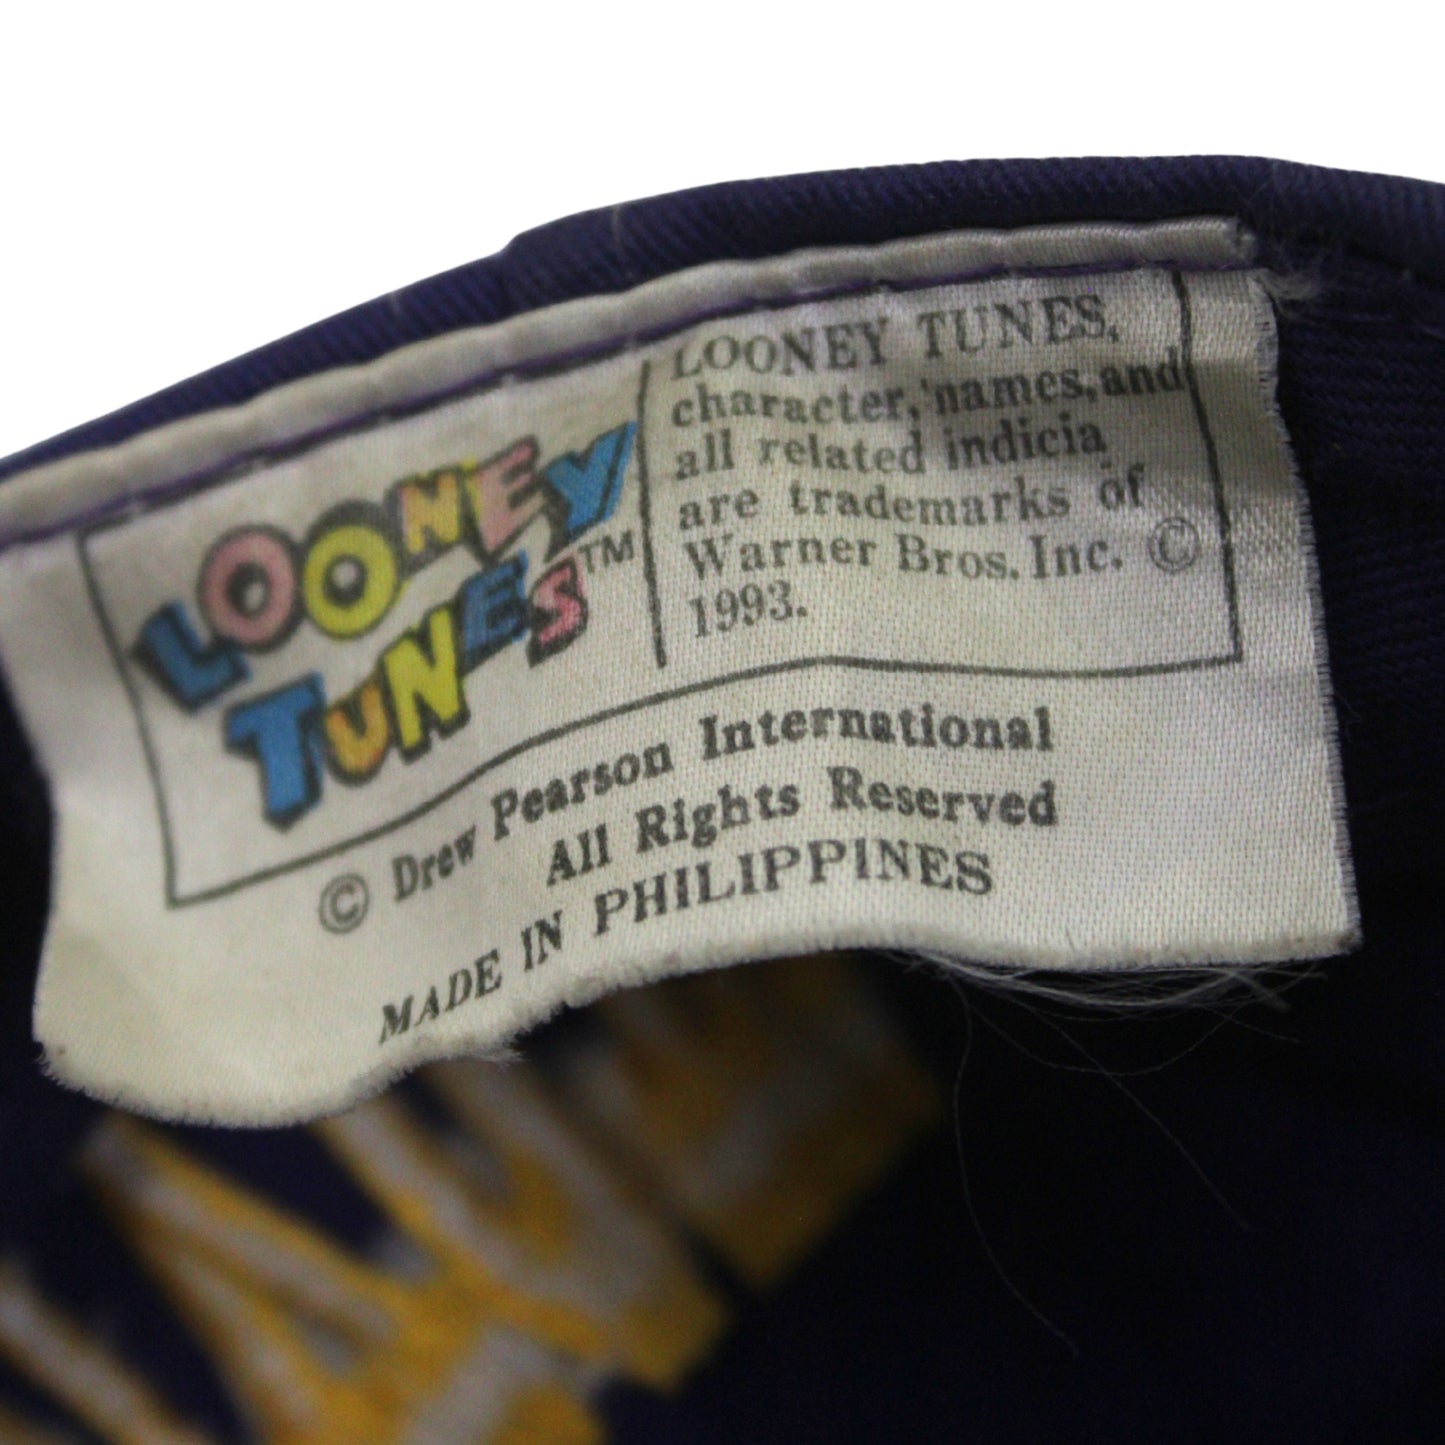 LOONEY
TUNES™
LOONEY TUNES,
character, names, and
all related indicia
are trademarks of
Warner Bros. Inc. ©
1993.
© Drew Pearson International
All Rights Reserved
MADE IN PHILIPPINES